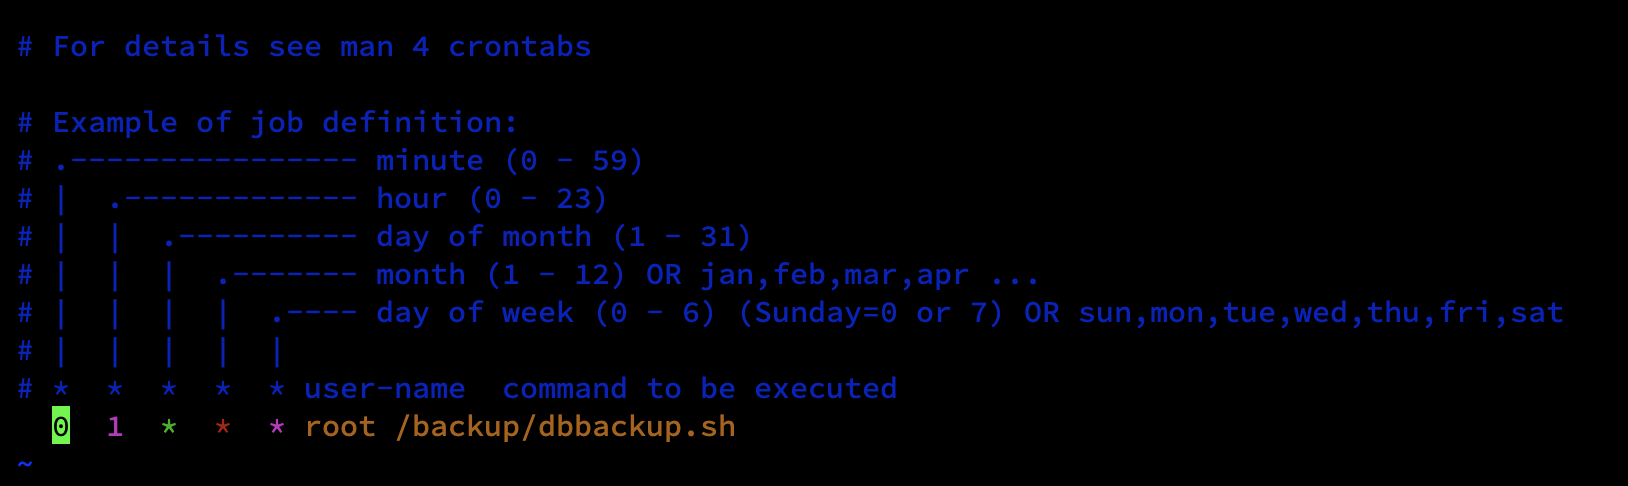 # For details see man 4 crontabs
# Example of job definition:
# .---------------- minute (0 - 59)
# |  .------------- hour (0 - 23)
# |  |  .---------- day of month (1 - 31)
# |  |  |  .------- month (1 - 12) OR jan,feb,mar,apr ...
# |  |  |  |  .---- day of week (0 - 6) (Sunday=0 or 7) OR sun,mon,tue,wed,thu,fri,sat
# |  |  |  |  |
# *  *  *  *  * user-name  command to be executed
  0  1  *  *  * root /backup/dbbackup.sh
~